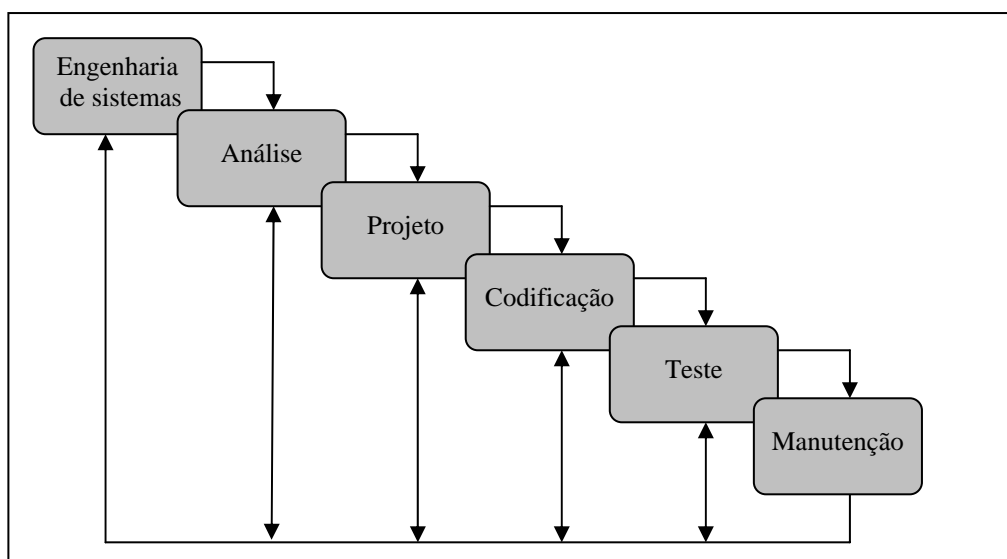 Engenharia
de sistemas
Análise
Projeto
Codificação
Teste
Manutenção